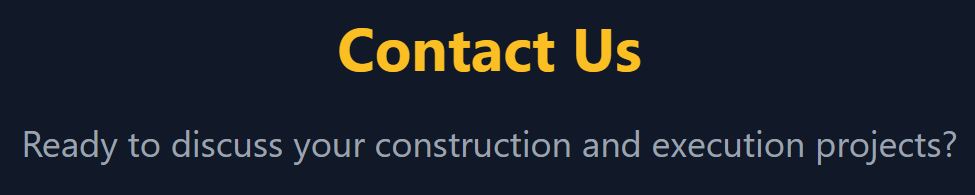 Contact Us
Ready to discuss your construction and execution projects?